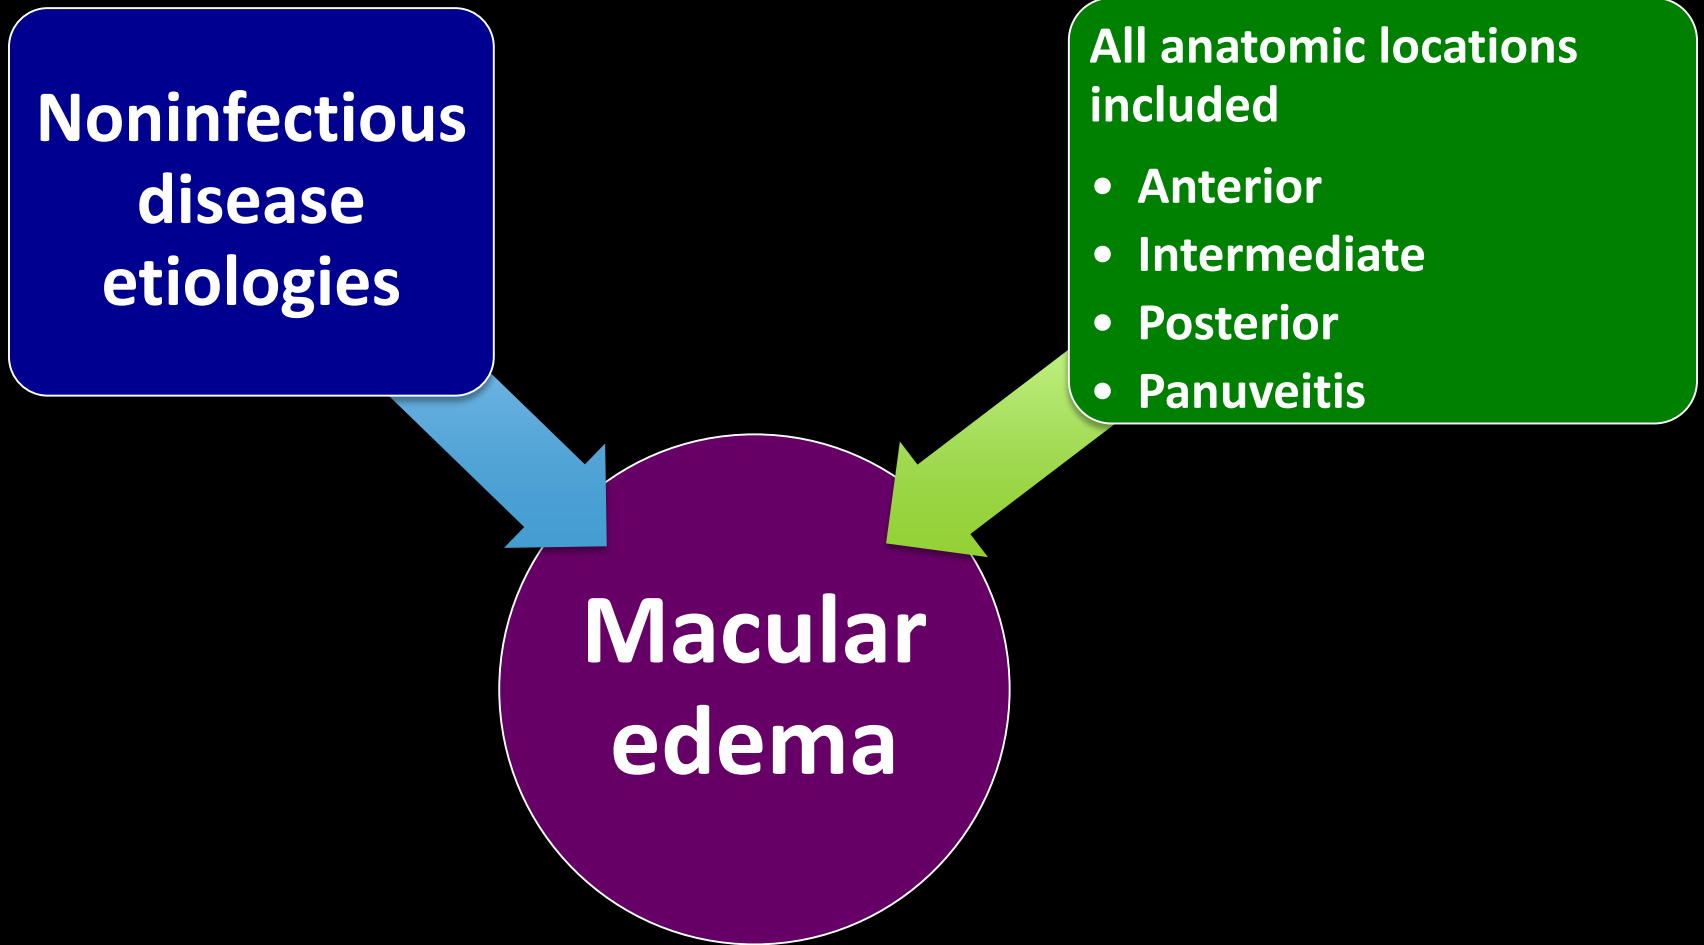 Noninfectious
disease
etiologies
All anatomic locations
included
• Anterior
• Intermediate
• Posterior
• Panuveitis
Macular
edema